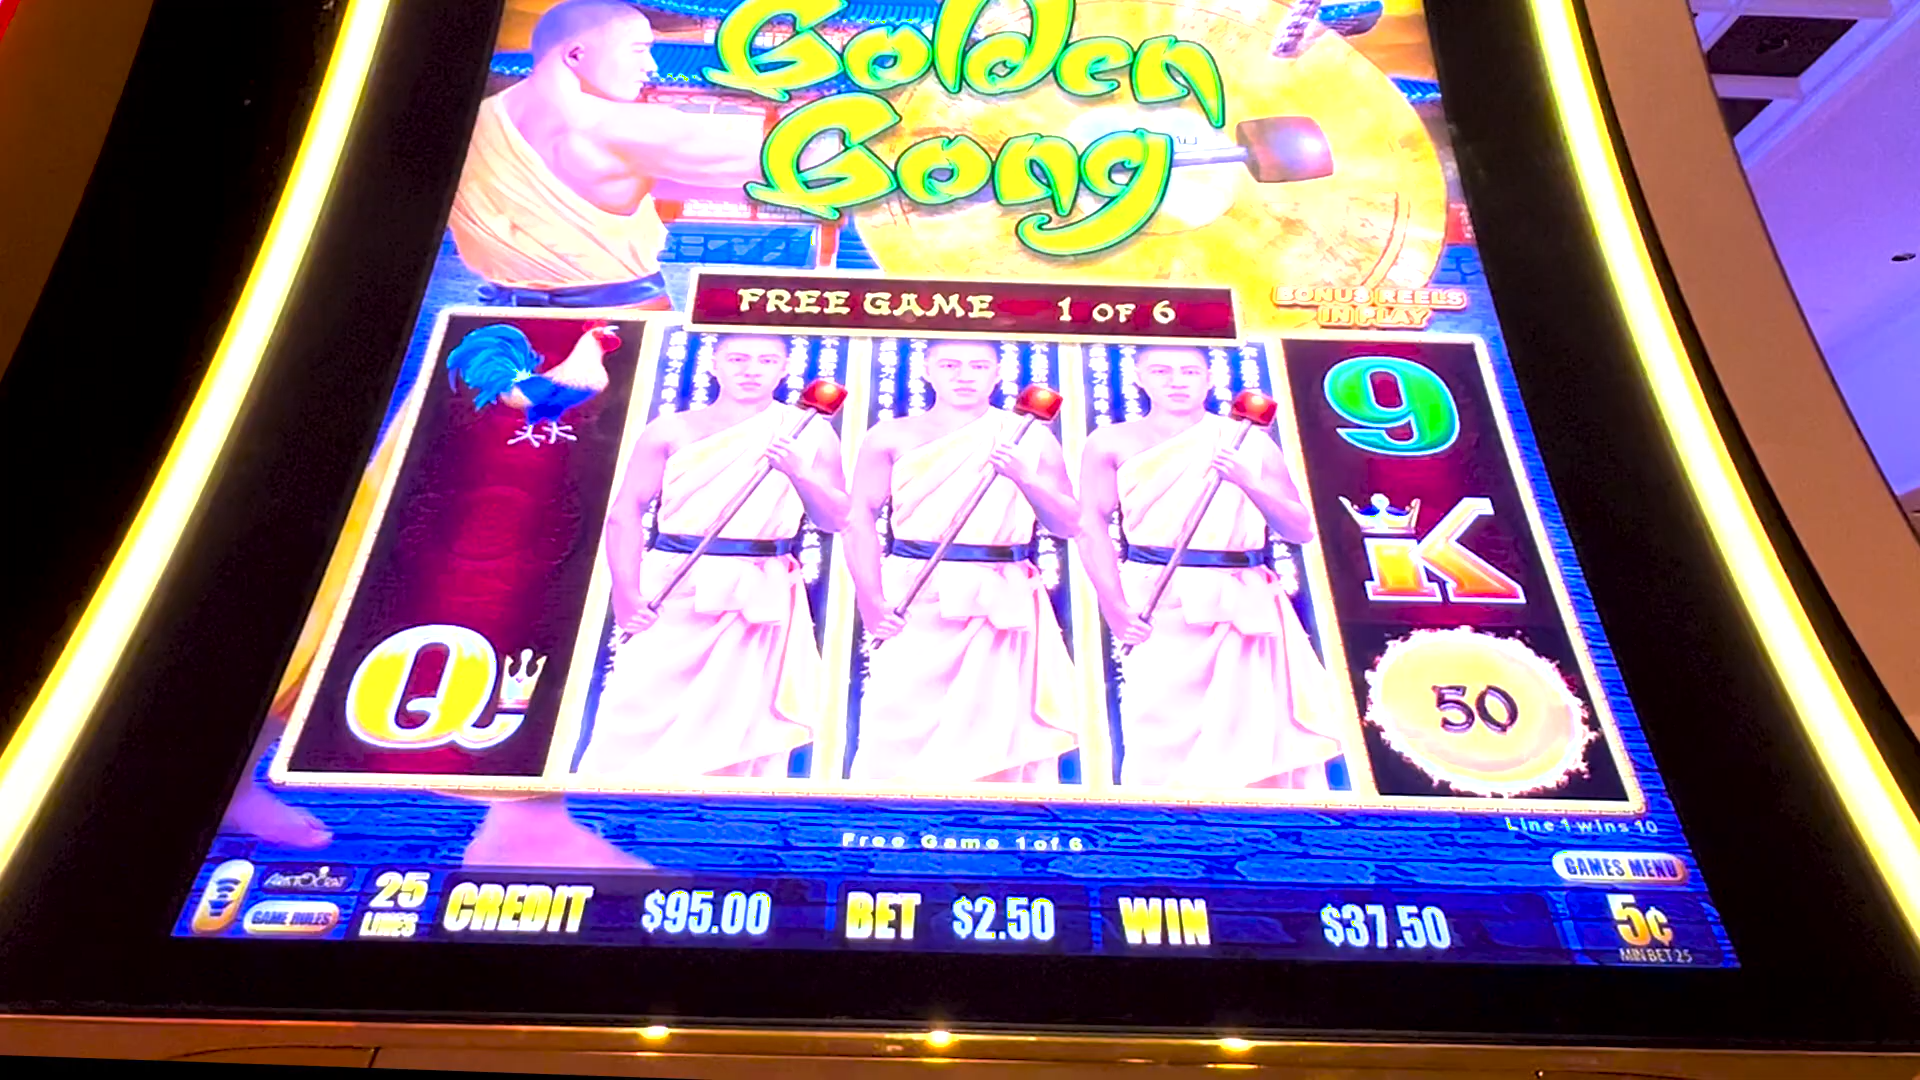 Golden
Gong
FREE GAME 1 OF 6
BONUS REELS
IN PLAY
9
K
Q
50
Line 1 wins 10
Free Game 1 of 6
GAMES MENU
ARISTOCRAT
GAME RULES
25
LINES
CREDIT $95.00
BET $2.50
WIN $37.50
5¢
MIN BET 25